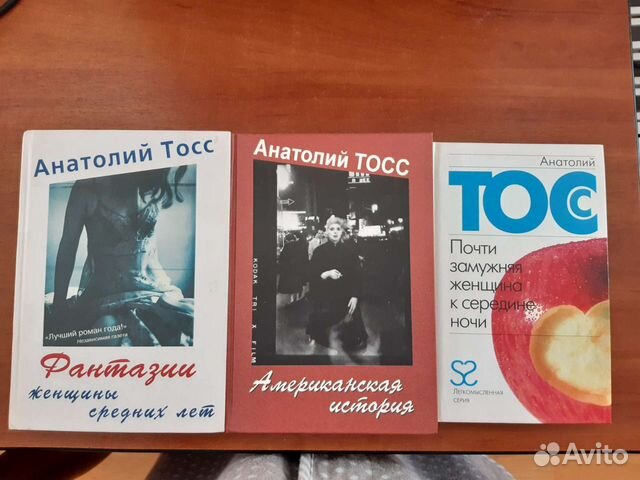 Анатолий Тосс
«Лучший роман года!»
Независимая газета
Фантазии
женщины
средних лет
Анатолий ТОСС
KODAK TRI X FILM
Американская
история
Анатолий
ТОСС
Почти
замужняя
женщина
к середине
ночи
Легкомысленная
серия
Avito